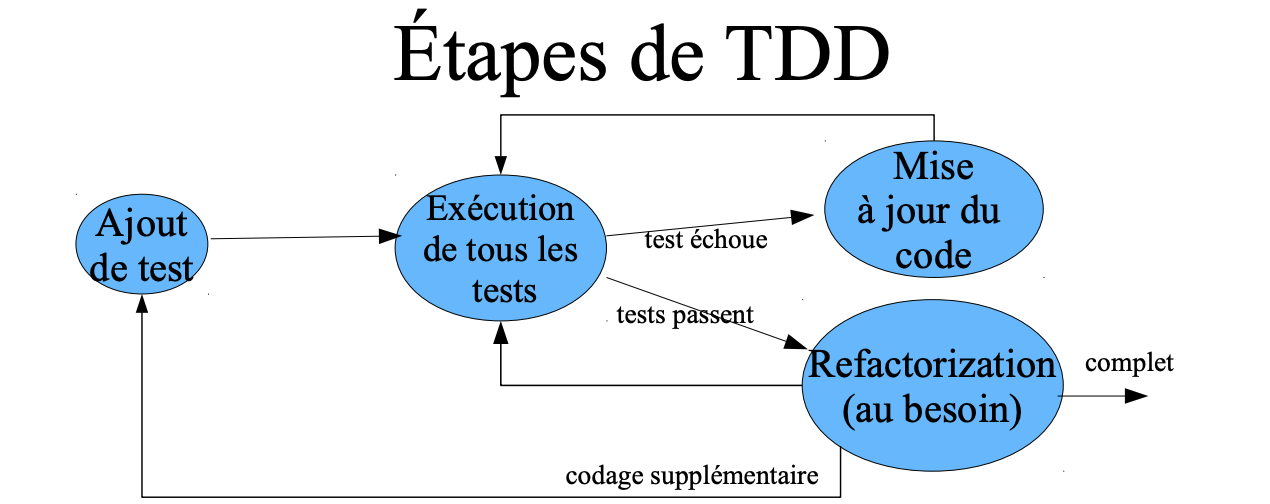 Étapes de TDD
Ajout
de test
Exécution
de tous les
tests
test échoue
tests passent
Mise
à jour du
code
Refactorization
(au besoin)
complet
codage supplémentaire